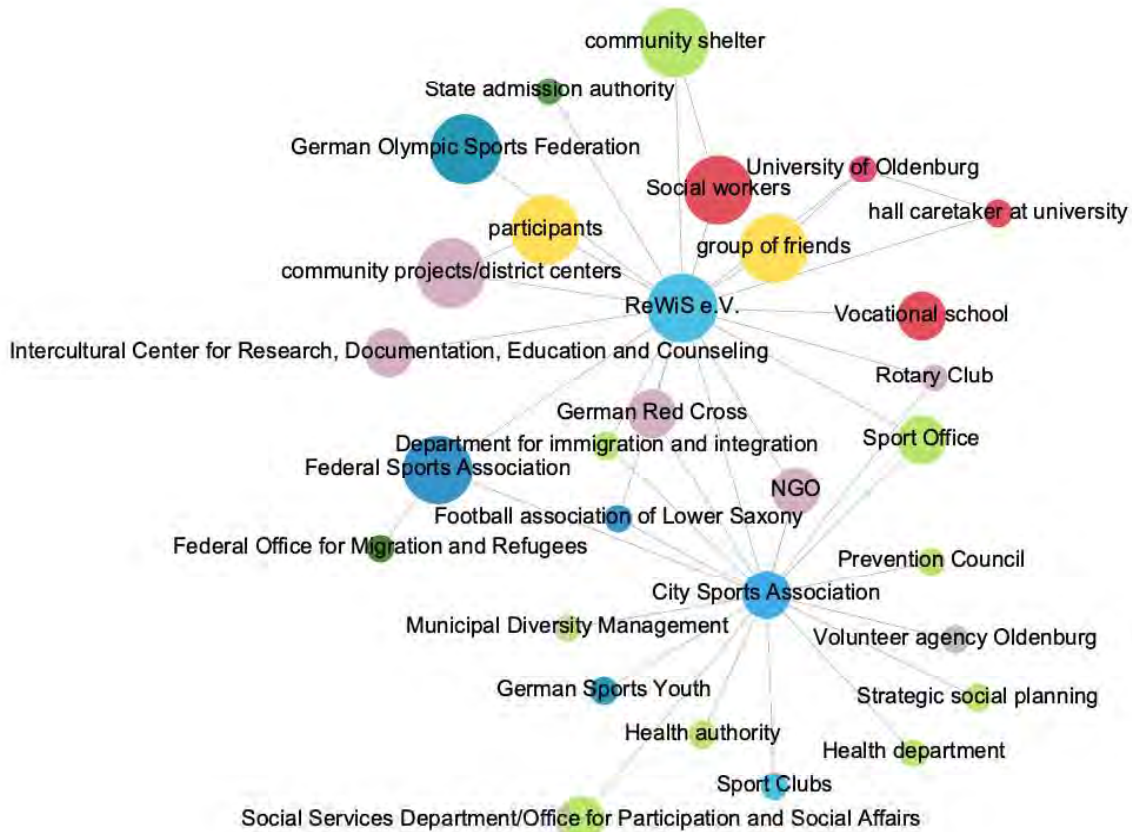 community shelter
State admission authority
German Olympic Sports Federation
University of Oldenburg
Social workers
hall caretaker at university
participants
group of friends
community projects/district centers
ReWiS e.V.
Vocational school
Intercultural Center for Research, Documentation, Education and Counseling
Rotary Club
German Red Cross
Department for immigration and integration
Sport Office
Federal Sports Association
NGO
Football association of Lower Saxony
Federal Office for Migration and Refugees
Prevention Council
City Sports Association
Municipal Diversity Management
Volunteer agency Oldenburg
German Sports Youth
Strategic social planning
Health authority
Health department
Sport Clubs
Social Services Department/Office for Participation and Social Affairs